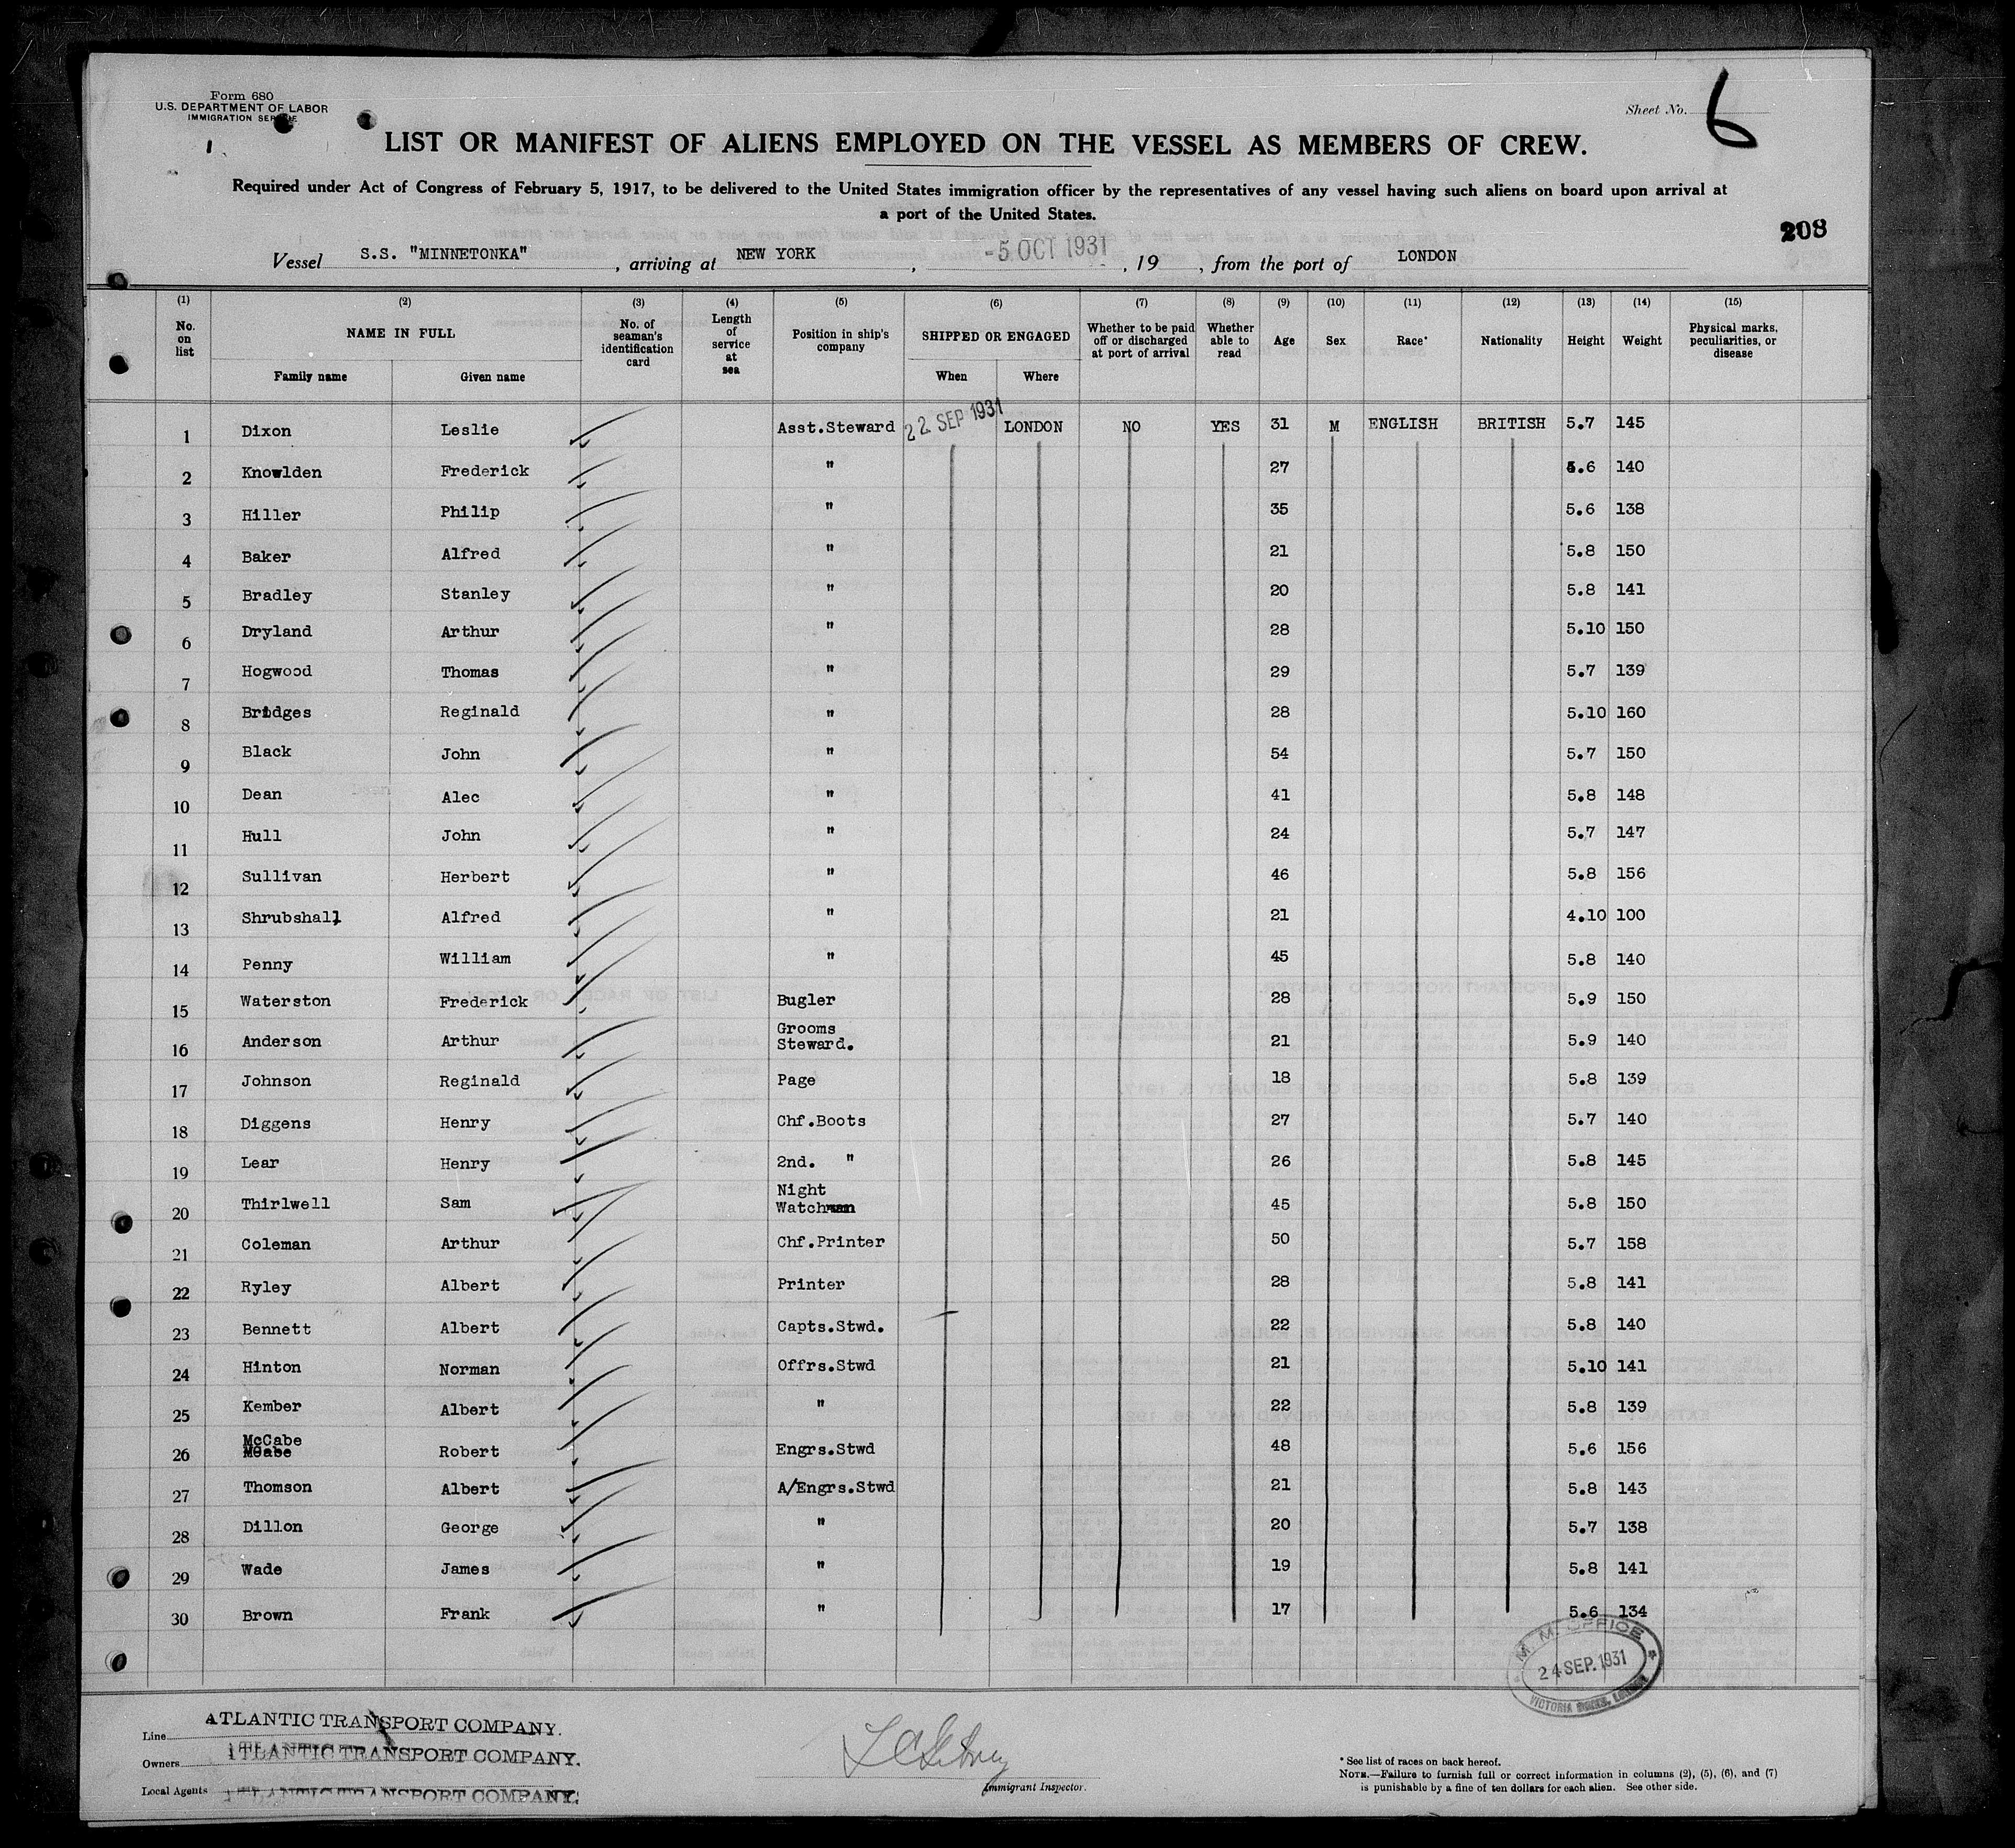 Form 680
U.S. DEPARTMENT OF LABOR
IMMIGRATION SERVICE
Sheet No. 6
LIST OR MANIFEST OF ALIENS EMPLOYED ON THE VESSEL AS MEMBERS OF CREW.
Required under Act of Congress of February 5, 1917, to be delivered to the United States immigration officer by the representatives of any vessel having such aliens on board upon arrival at
a port of the United States.
208
Vessel S.S. "MINNETONKA", arriving at NEW YORK, -5 OCT 1931, 19 , from the port of LONDON
(1) (2) (3) (4) (5) (6) (7) (8) (9) (10) (11) (12) (13) (14) (15)
No. on list NAME IN FULL Family name Given name No. of seaman's identification card Length of service at sea Position in ship's company SHIPPED OR ENGAGED When Where Whether to be paid off or discharged at port of arrival Whether able to read Age Sex Race* Nationality Height Weight Physical marks, peculiarities, or disease
1 Dixon Leslie Asst.Steward 22 SEP 1931 LONDON NO YES 31 M ENGLISH BRITISH 5.7 145
2 Knowlden Frederick " 27 5.6 140
3 Hiller Philip " 35 5.6 138
4 Baker Alfred " 21 5.8 150
5 Bradley Stanley " 20 5.8 141
6 Dryland Arthur " 28 5.10 150
7 Hogwood Thomas " 29 5.7 139
8 Bridges Reginald " 28 5.10 160
9 Black John " 54 5.7 150
10 Dean Alec " 41 5.8 148
11 Hull John " 24 5.7 147
12 Sullivan Herbert " 46 5.8 156
13 Shrubshall Alfred " 21 4.10 100
14 Penny William " 45 5.8 140
15 Waterston Frederick Bugler 28 5.9 150
16 Anderson Arthur Grooms Steward. 21 5.9 140
17 Johnson Reginald Page 18 5.8 139
18 Diggens Henry Chf.Boots 27 5.7 140
19 Lear Henry 2nd. " 26 5.8 145
20 Thirlwell Sam Night Watchman 45 5.8 150
21 Coleman Arthur Chf.Printer 50 5.7 158
22 Ryley Albert Printer 28 5.8 141
23 Bennett Albert Capts.Stwd. 22 5.8 140
24 Hinton Norman Offrs.Stwd 21 5.10 141
25 Kember Albert " 22 5.8 139
26 McCabe Robert Engrs.Stwd 48 5.6 156
27 Thomson Albert A/Engrs.Stwd 21 5.8 143
28 Dillon George " 20 5.7 138
29 Wade James " 19 5.8 141
30 Brown Frank " 17 5.6 134
M. M. OFFICE
24 SEP. 1931
VICTORIA DOCKS, LONDON
Line ATLANTIC TRANSPORT COMPANY.
Owners ATLANTIC TRANSPORT COMPANY.
Local Agents ATLANTIC TRANSPORT COMPANY.
Immigrant Inspector.
* See list of races on back hereof.
NOTE.—Failure to furnish full or correct information in columns (2), (5), (6), and (7)
is punishable by a fine of ten dollars for each alien. See other side.